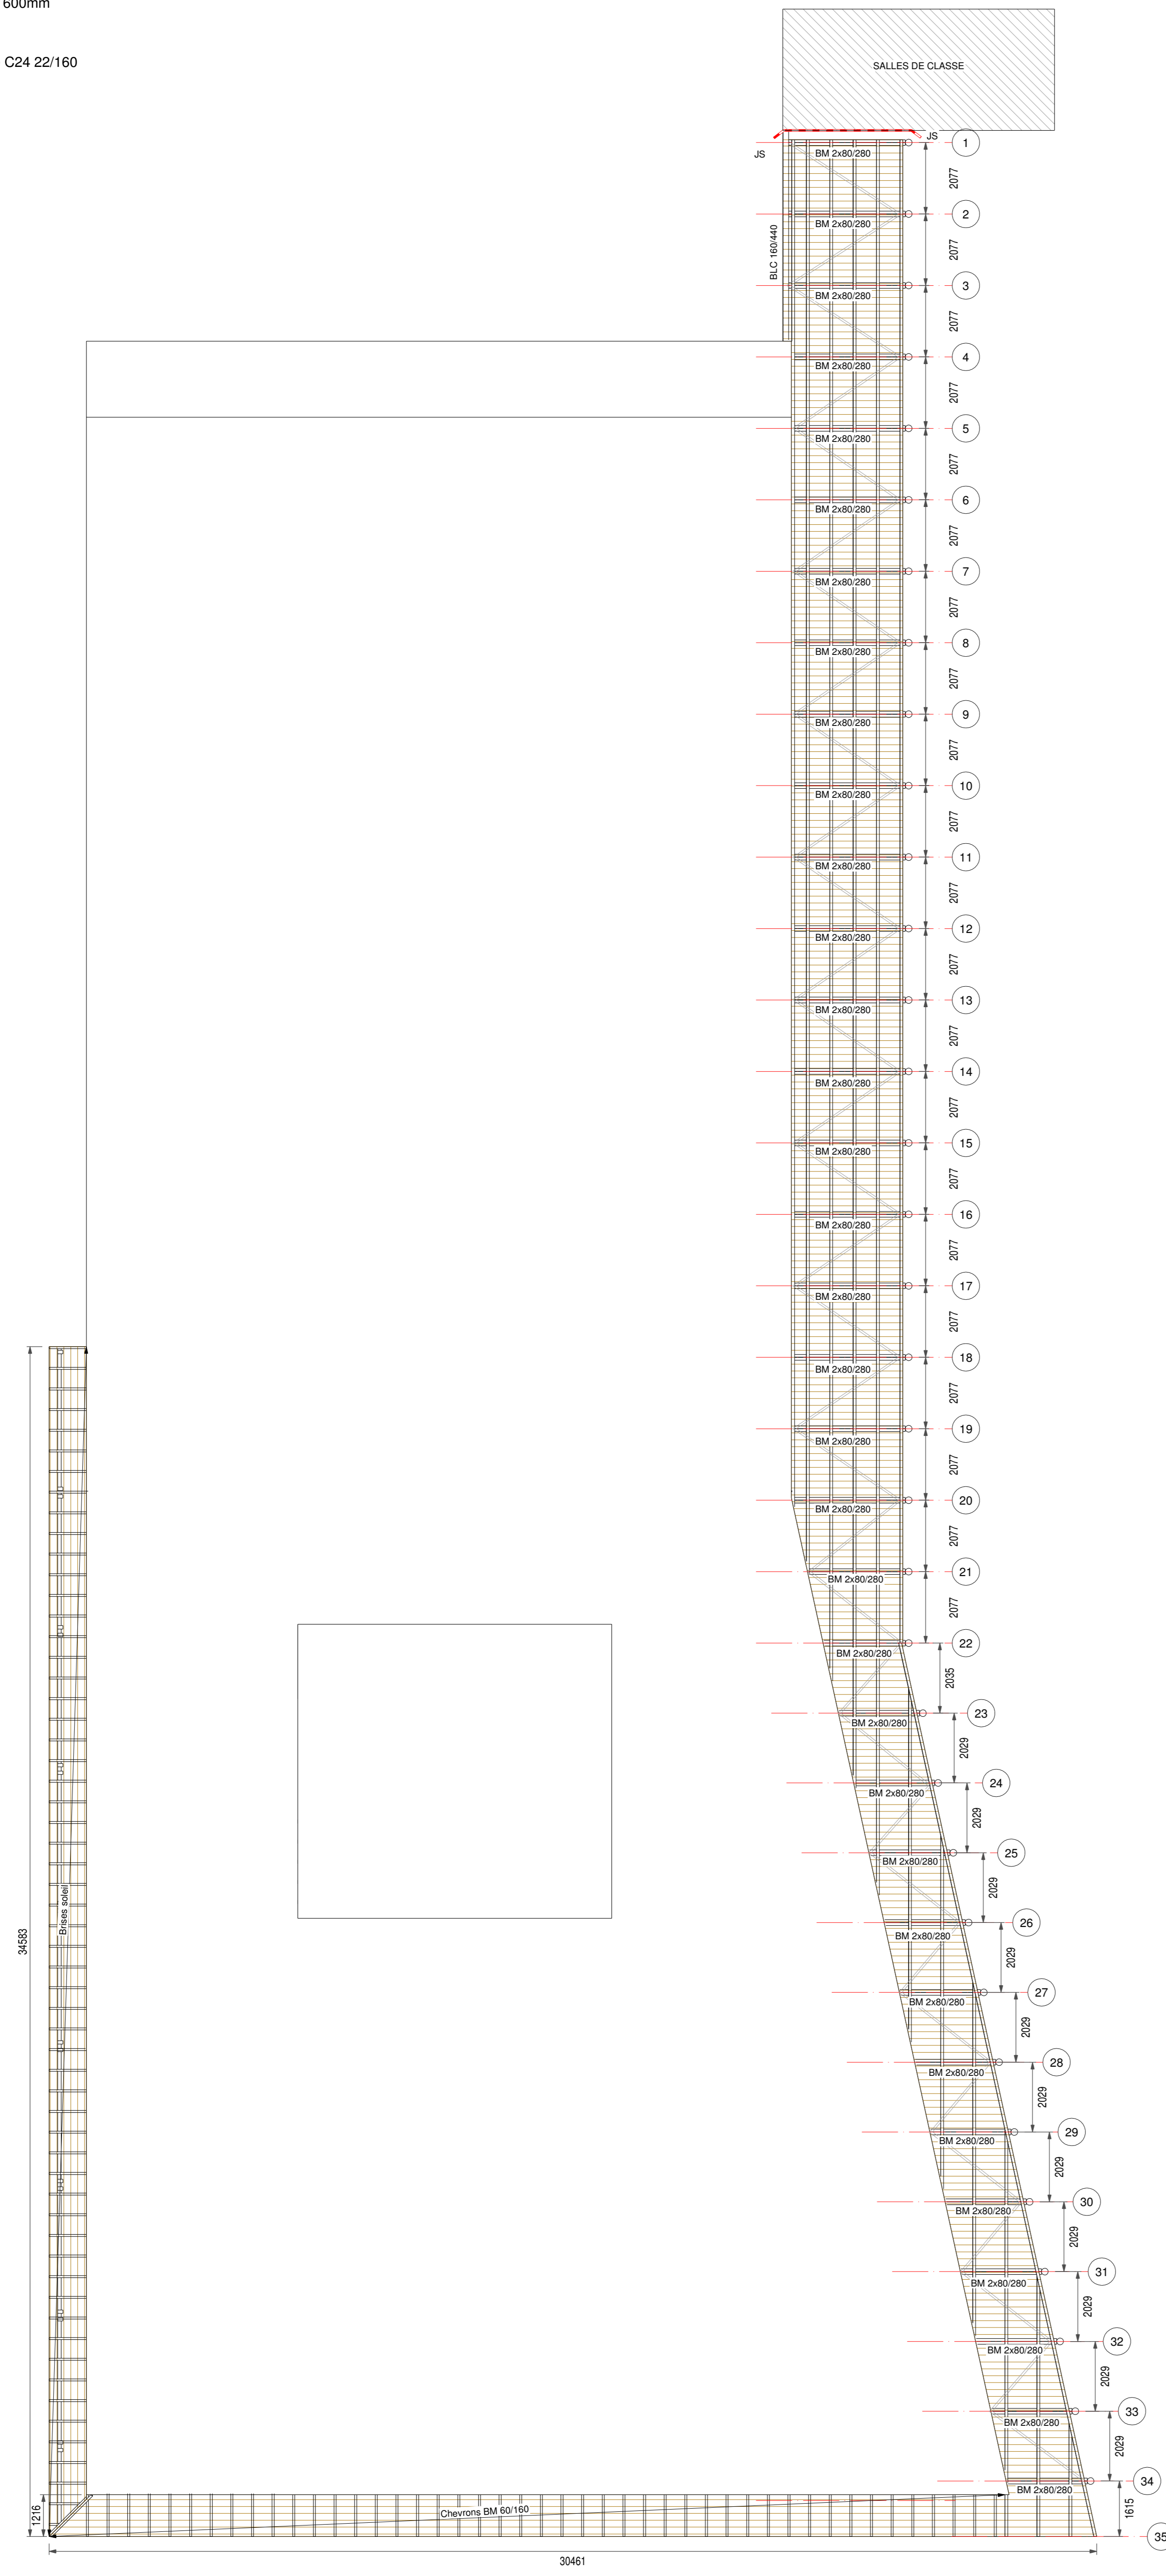 600mm
C24 22/160
SALLES DE CLASSE
JS
JS
BM 2x80/280
1
2077
BLC 160/440
BM 2x80/280
2
2077
BM 2x80/280
3
2077
BM 2x80/280
4
2077
BM 2x80/280
5
2077
BM 2x80/280
6
2077
BM 2x80/280
7
2077
BM 2x80/280
8
2077
BM 2x80/280
9
2077
BM 2x80/280
10
2077
BM 2x80/280
11
2077
BM 2x80/280
12
2077
BM 2x80/280
13
2077
BM 2x80/280
14
2077
BM 2x80/280
15
2077
BM 2x80/280
16
2077
BM 2x80/280
17
2077
BM 2x80/280
18
2077
BM 2x80/280
19
2077
BM 2x80/280
20
2077
BM 2x80/280
21
2077
BM 2x80/280
22
2035
BM 2x80/280
23
2029
BM 2x80/280
24
2029
BM 2x80/280
25
2029
BM 2x80/280
26
2029
BM 2x80/280
27
2029
BM 2x80/280
28
2029
BM 2x80/280
29
2029
BM 2x80/280
30
2029
BM 2x80/280
31
2029
BM 2x80/280
32
2029
BM 2x80/280
33
2029
BM 2x80/280
34
1615
35
34583
Brises soleil
1216
Chevrons BM 60/160
30461